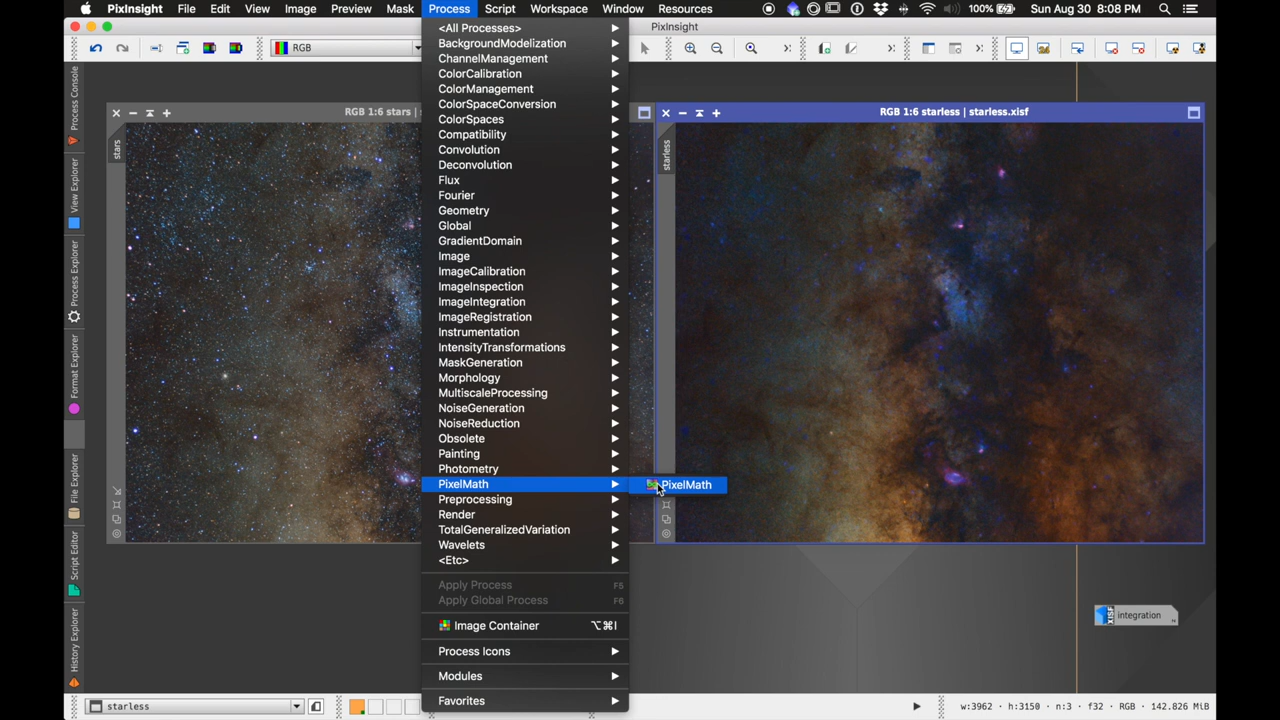 PixInsight File Edit View Image Preview Mask Process Script Workspace Window Resources 100% Sun Aug 30 8:08 PM
PixInsight
RGB
Process Console
View Explorer
Process Explorer
Format Explorer
File Explorer
Script Editor
History Explorer
RGB 1:6 stars |
stars
RGB 1:6 starless | starless.xisf
starless
<All Processes>
BackgroundModelization
ChannelManagement
ColorCalibration
ColorManagement
ColorSpaceConversion
ColorSpaces
Compatibility
Convolution
Deconvolution
Flux
Fourier
Geometry
Global
GradientDomain
Image
ImageCalibration
ImageInspection
ImageIntegration
ImageRegistration
Instrumentation
IntensityTransformations
MaskGeneration
Morphology
MultiscaleProcessing
NoiseGeneration
NoiseReduction
Obsolete
Painting
Photometry
PixelMath
PixelMath
Preprocessing
Render
TotalGeneralizedVariation
Wavelets
<Etc>
Apply Process F5
Apply Global Process F6
Image Container ⌥⌘I
Process Icons
Modules
Favorites
XISF integration
starless
w:3962 · h:3150 · n:3 · f32 · RGB · 142.826 MiB